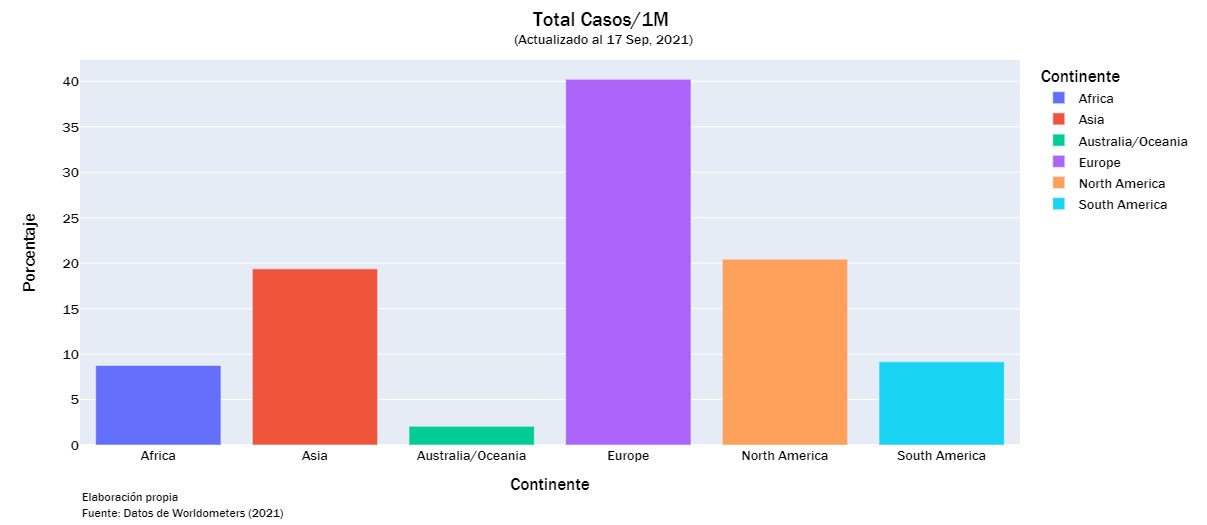 Total Casos/1M
(Actualizado al 17 Sep, 2021)
Porcentaje
40
35
30
25
20
15
10
5
0
Africa
Asia
Australia/Oceania
Europe
North America
South America
Continente
Continente
Africa
Asia
Australia/Oceania
Europe
North America
South America
Elaboración propia
Fuente: Datos de Worldometers (2021)